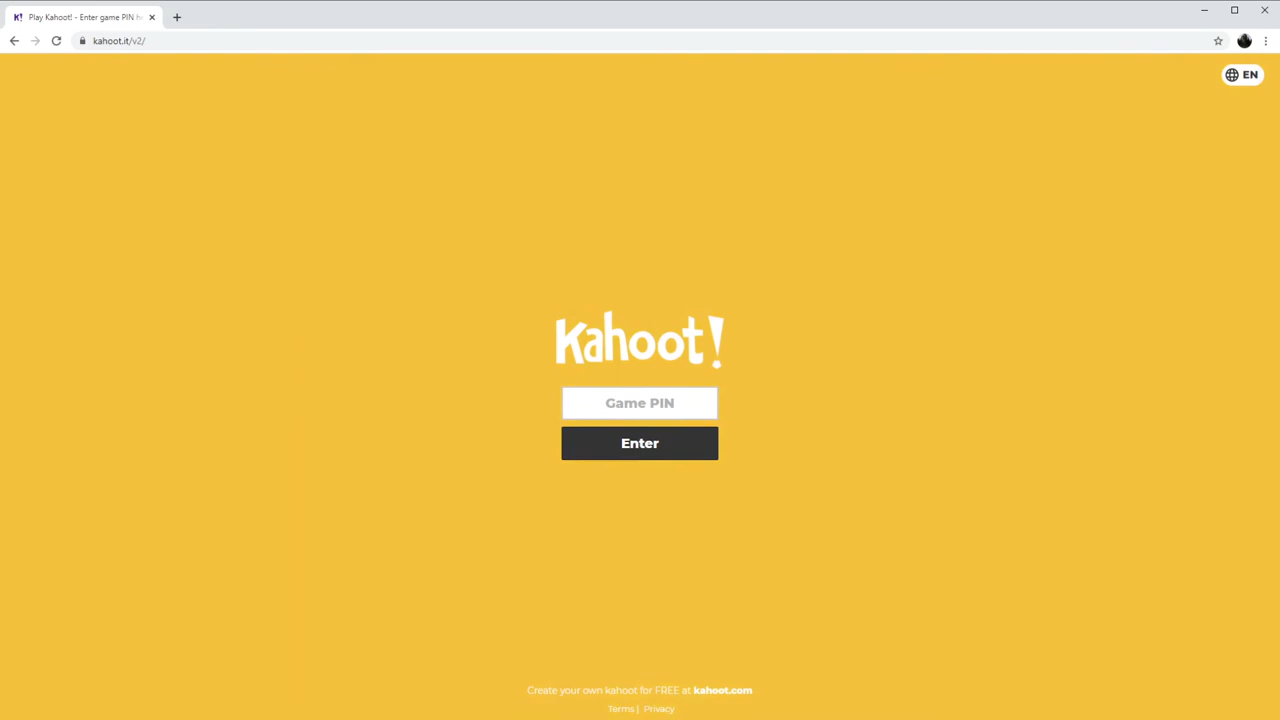 Play Kahoot! - Enter game PIN h
kahoot.it/v2/
EN
Kahoot!
Game PIN
Enter
Create your own kahoot for FREE at kahoot.com
Terms | Privacy